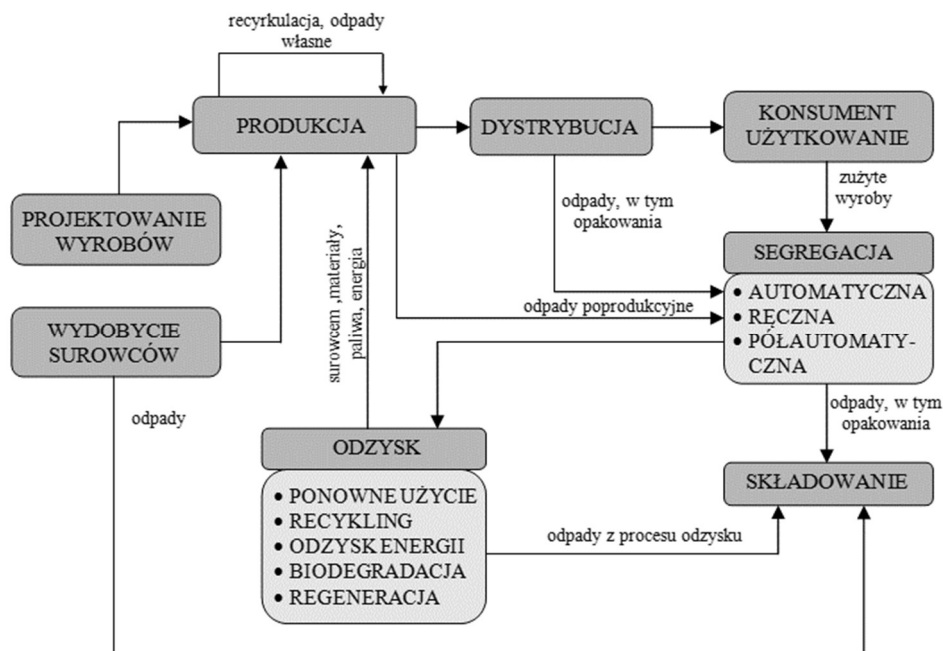 recyrkulacja, odpady
własne
PRODUKCJA
DYSTRYBUCJA
KONSUMENT
UŻYTKOWANIE
PROJEKTOWANIE
WYROBÓW
odpady, w tym
opakowania
zużyte
wyroby
SEGREGACJA
• AUTOMATYCZNA
• RĘCZNA
• PÓŁAUTOMATY-
CZNA
WYDOBYCIE
SUROWCÓW
surowcem ,materiały,
paliwa, energia
odpady poprodukcyjne
odpady
odpady, w tym
opakowania
ODZYSK
• PONOWNE UŻYCIE
• RECYKLING
• ODZYSK ENERGII
• BIODEGRADACJA
• REGENERACJA
SKŁADOWANIE
odpady z procesu odzysku